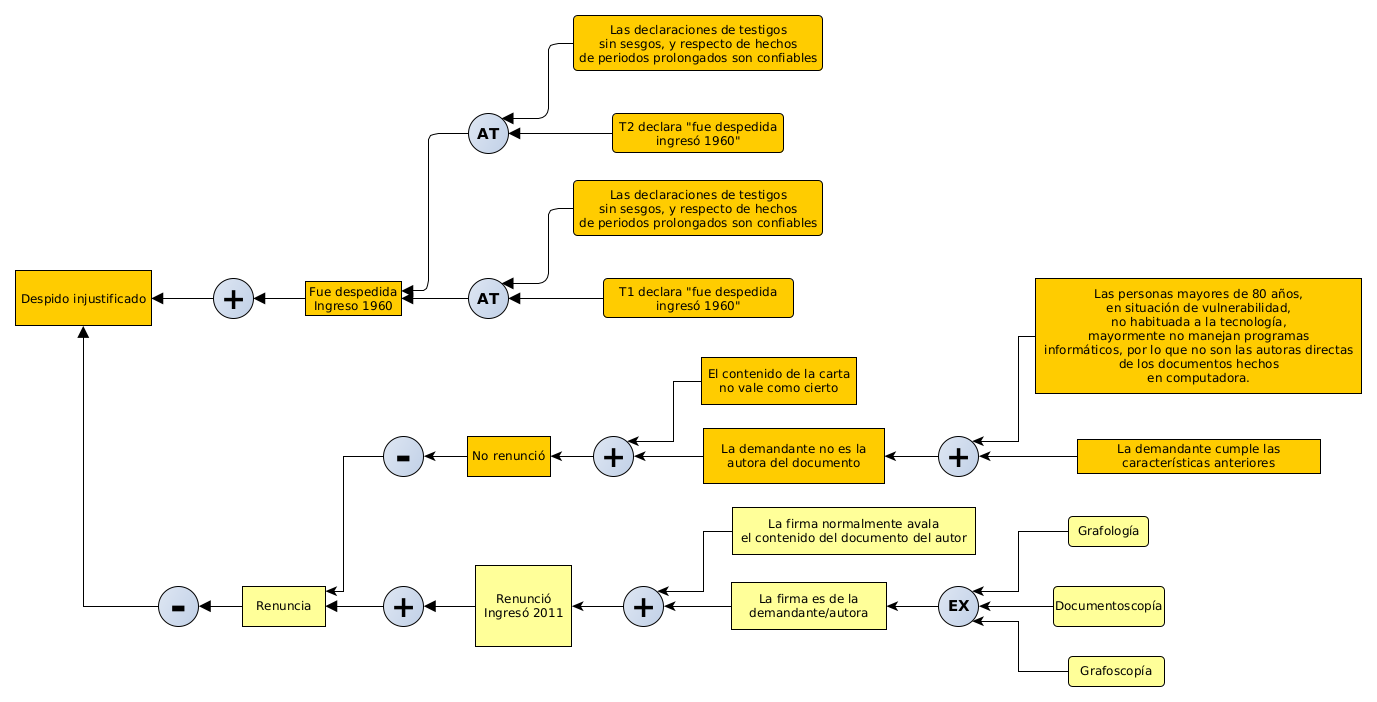 Las declaraciones de testigos
sin sesgos, y respecto de hechos
de periodos prolongados son confiables
AT
T2 declara "fue despedida
ingresó 1960"
Las declaraciones de testigos
sin sesgos, y respecto de hechos
de periodos prolongados son confiables
Despido injustificado
+
Fue despedida
Ingreso 1960
AT
T1 declara "fue despedida
ingresó 1960"
Las personas mayores de 80 años,
en situación de vulnerabilidad,
no habituada a la tecnología,
mayormente no manejan programas
informáticos, por lo que no son las autoras directas
de los documentos hechos
en computadora.
El contenido de la carta
no vale como cierto
-
No renunció
+
La demandante no es la
autora del documento
+
La demandante cumple las
características anteriores
La firma normalmente avala
el contenido del documento del autor
Grafología
-
Renuncia
+
Renunció
Ingresó 2011
+
La firma es de la
demandante/autora
EX
Documentoscopía
Grafoscopía